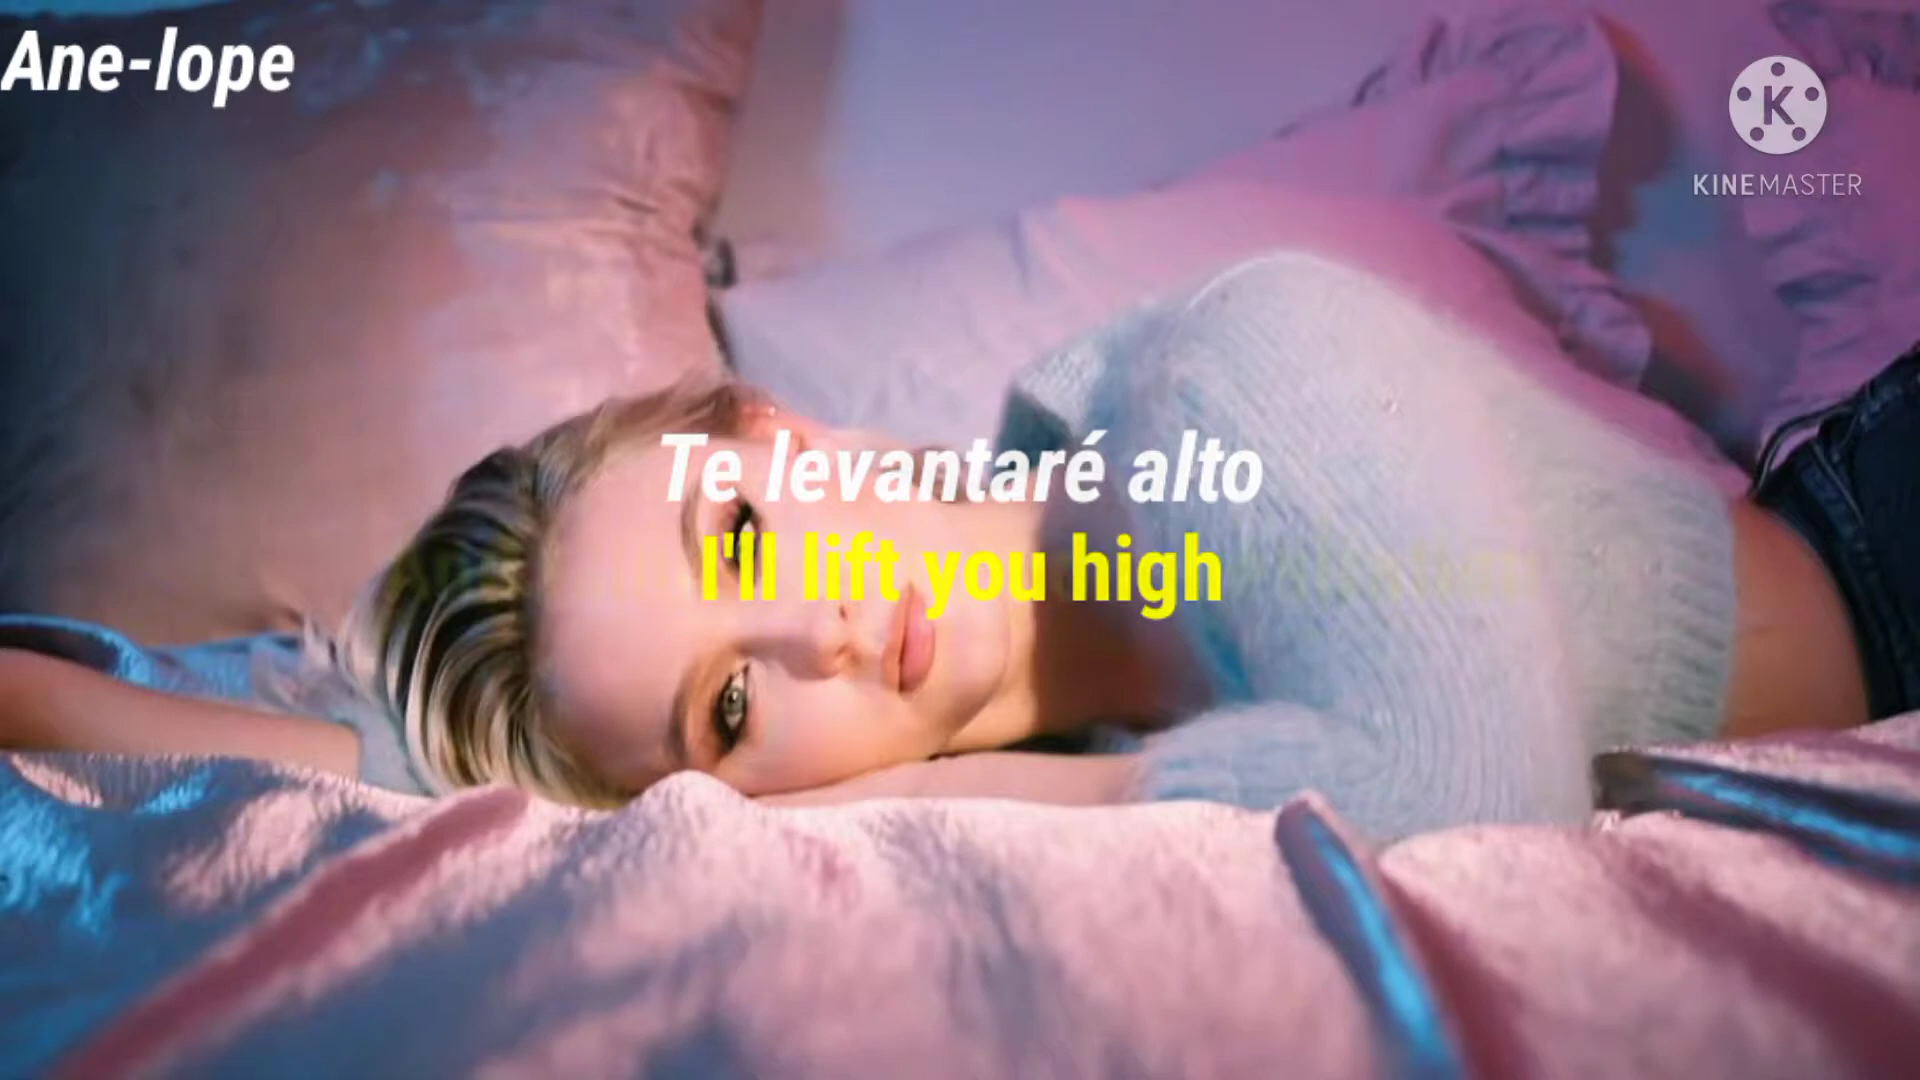 Ane-lope
K
KINEMASTER
Te levantaré alto
I'll lift you high